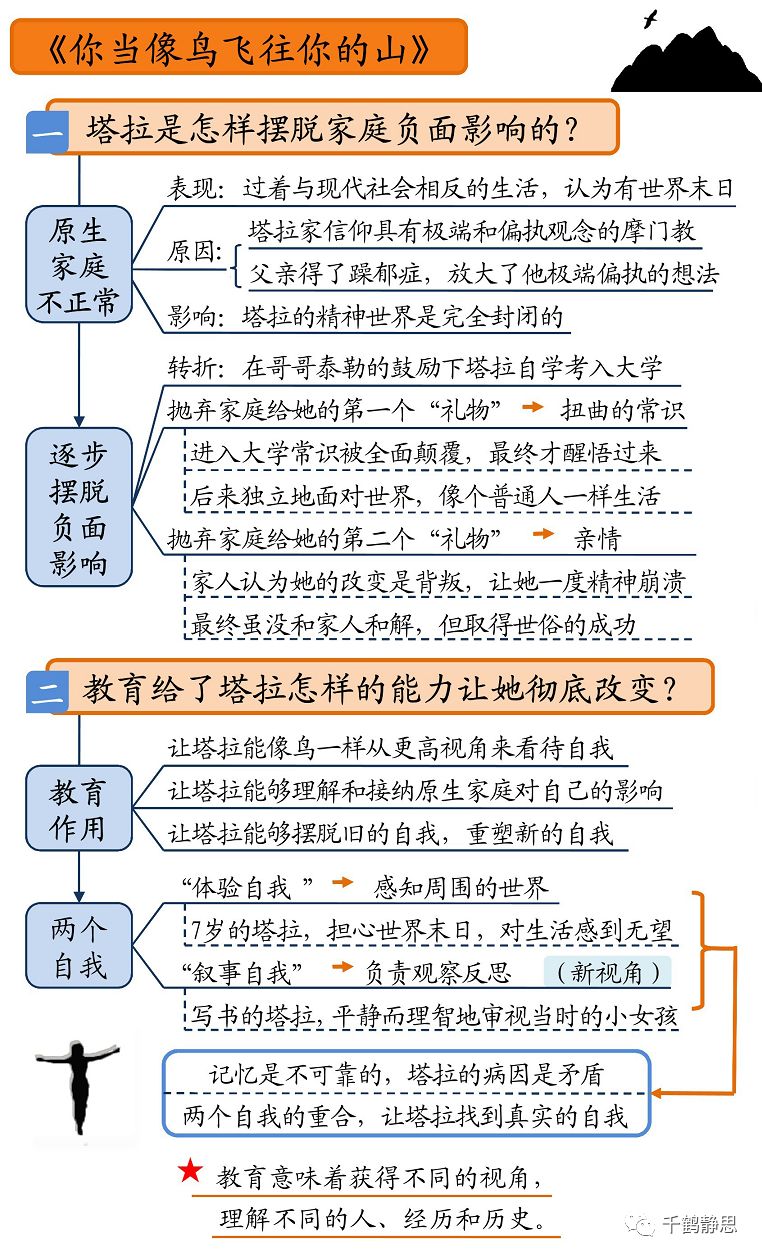 《你当像鸟飞往你的山》
一 塔拉是怎样摆脱家庭负面影响的？
原生
家庭
不正常
表现：过着与现代社会相反的生活，认为有世界末日
原因：
塔拉家信仰具有极端和偏执观念的摩门教
父亲得了躁郁症，放大了他极端偏执的想法
影响：塔拉的精神世界是完全封闭的
逐步
摆脱
负面
影响
转折：在哥哥泰勒的鼓励下塔拉自学考入大学
抛弃家庭给她的第一个“礼物” → 扭曲的常识
进入大学常识被全面颠覆，最终才醒悟过来
后来独立地面对世界，像个普通人一样生活
抛弃家庭给她的第二个“礼物” → 亲情
家人认为她的改变是背叛，让她一度精神崩溃
最终虽没和家人和解，但取得世俗的成功
二 教育给了塔拉怎样的能力让她彻底改变？
教育
作用
让塔拉能像鸟一样从更高视角来看待自我
让塔拉能够理解和接纳原生家庭对自己的影响
让塔拉能够摆脱旧的自我，重塑新的自我
两个
自我
“体验自我 ” → 感知周围的世界
7岁的塔拉，担心世界末日，对生活感到无望
“叙事自我” → 负责观察反思 （新视角）
写书的塔拉，平静而理智地审视当时的小女孩
记忆是不可靠的，塔拉的病因是矛盾
两个自我的重合，让塔拉找到真实的自我
★ 教育意味着获得不同的视角，
理解不同的人、经历和历史。
千鹤静思